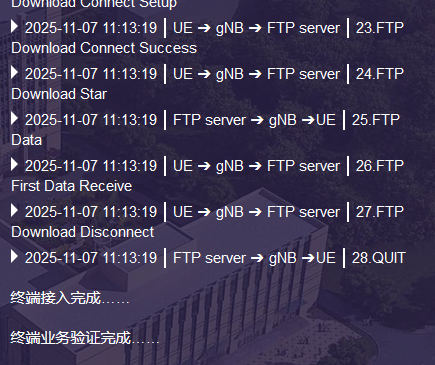 Download Connect Setup
2025-11-07 11:13:19 | UE ➔ gNB ➔ FTP server | 23.FTP
Download Connect Success
2025-11-07 11:13:19 | UE ➔ gNB ➔ FTP server | 24.FTP
Download Star
2025-11-07 11:13:19 | FTP server ➔ gNB ➔UE | 25.FTP
Data
2025-11-07 11:13:19 | UE ➔ gNB ➔ FTP server | 26.FTP
First Data Receive
2025-11-07 11:13:19 | UE ➔ gNB ➔ FTP server | 27.FTP
Download Disconnect
2025-11-07 11:13:19 | FTP server ➔ gNB ➔UE | 28.QUIT
终端接入完成……
终端业务验证完成……